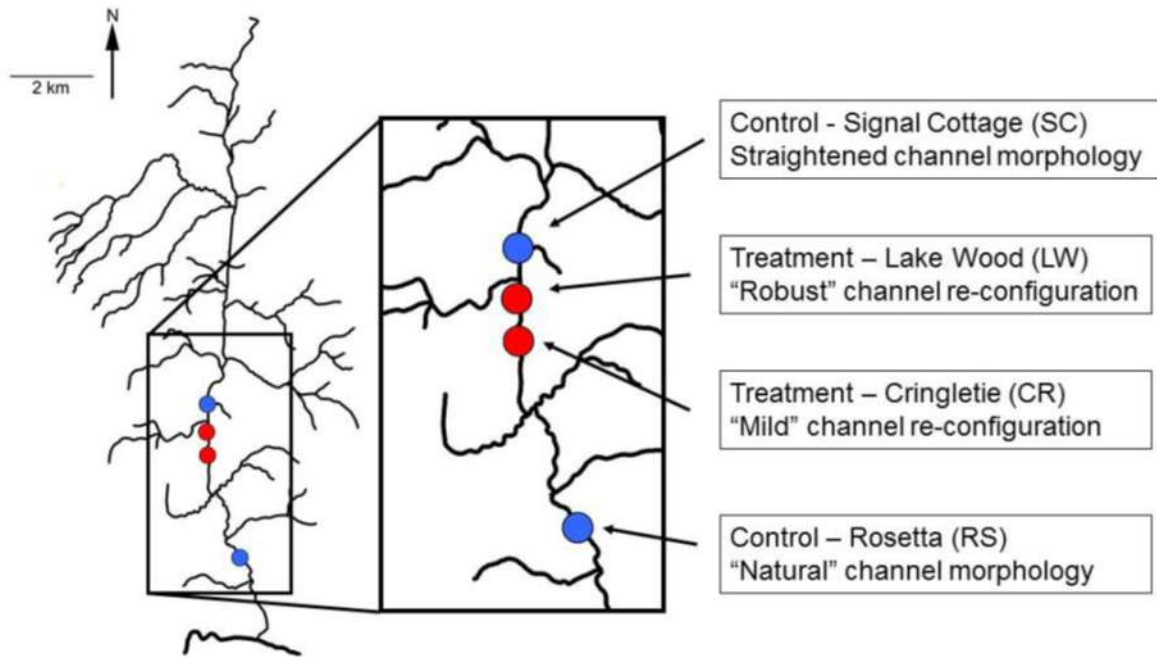 N
2 km
Control - Signal Cottage (SC)
Straightened channel morphology
Treatment – Lake Wood (LW)
“Robust” channel re-configuration
Treatment – Cringletie (CR)
“Mild” channel re-configuration
Control – Rosetta (RS)
“Natural” channel morphology